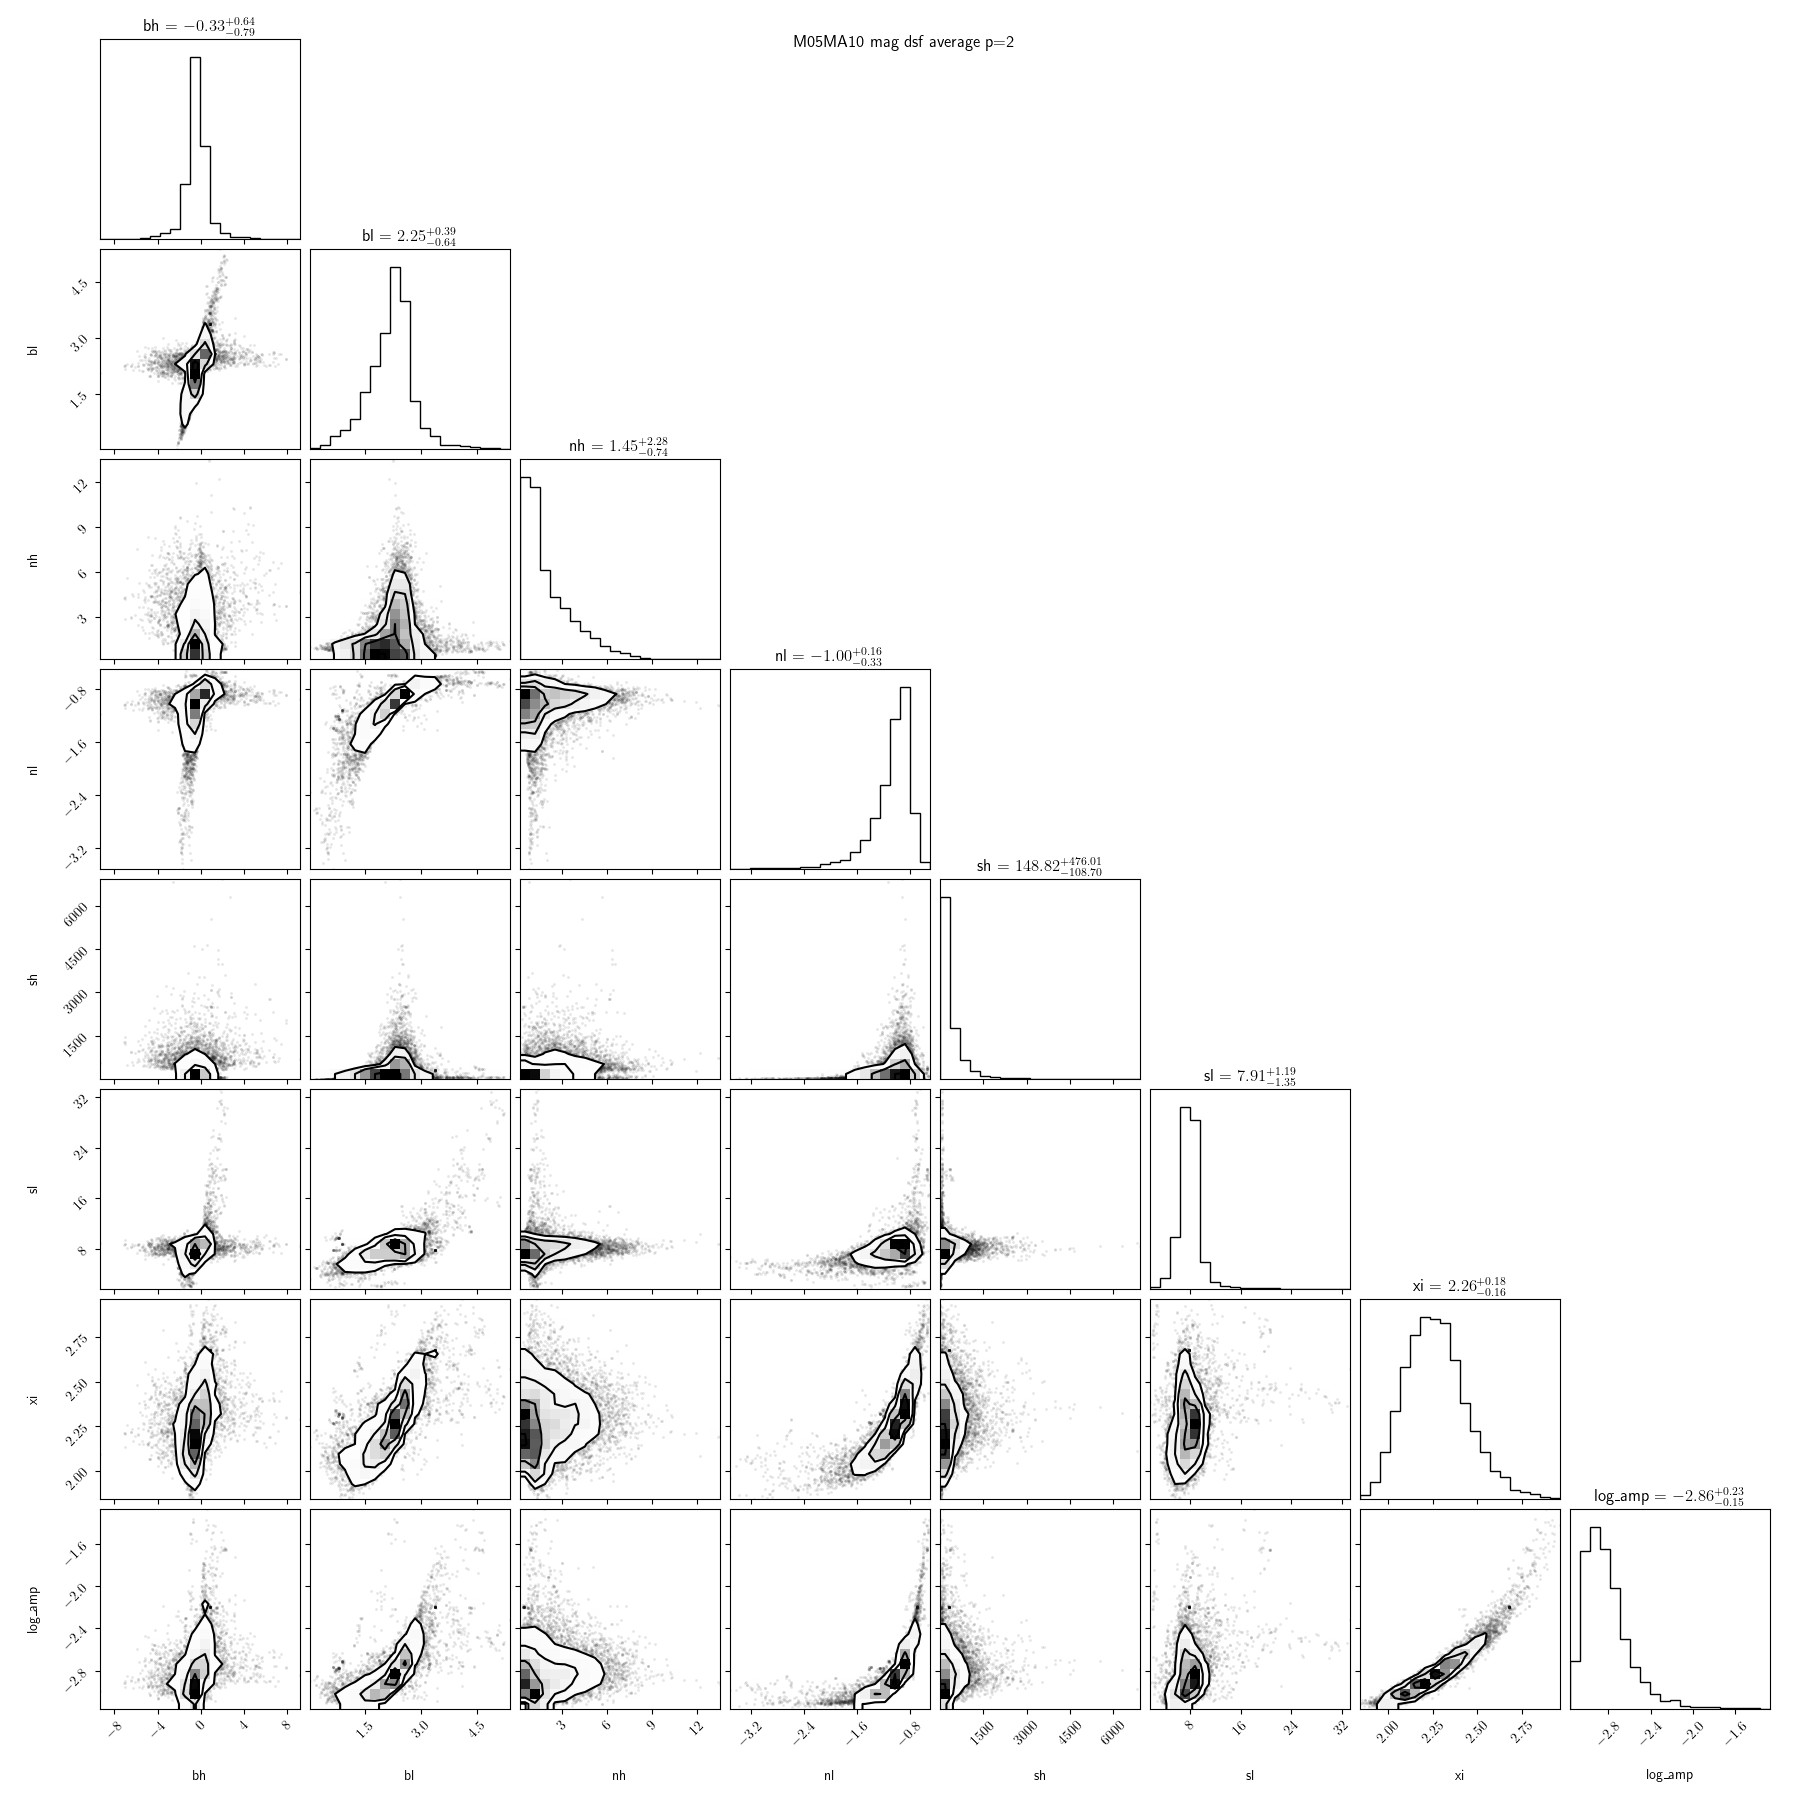 bh = −0.33+0.64−0.79
M05MA10 mag dsf average p=2
bl = 2.25+0.39−0.64
4.5
3.0
1.5
bl
nh = 1.45+2.28−0.74
12
9
6
3
nh
nl = −1.00+0.16−0.33
−0.8
−1.6
−2.4
−3.2
nl
sh = 148.82+476.01−108.70
6000
4500
3000
1500
sh
sl = 7.91+1.19−1.35
32
24
16
8
sl
xi = 2.26+0.18−0.16
2.75
2.50
2.25
2.00
xi
log_amp = −2.86+0.23−0.15
−1.6
−2.0
−2.4
−2.8
log_amp
−8 −4 0 4 8 1.5 3.0 4.5 3 6 9 12 −3.2 −2.4 −1.6 −0.8 1500 3000 4500 6000 8 16 24 32 2.00 2.25 2.50 2.75 −2.8 −2.4 −2.0 −1.6
bh bl nh nl sh sl xi log_amp